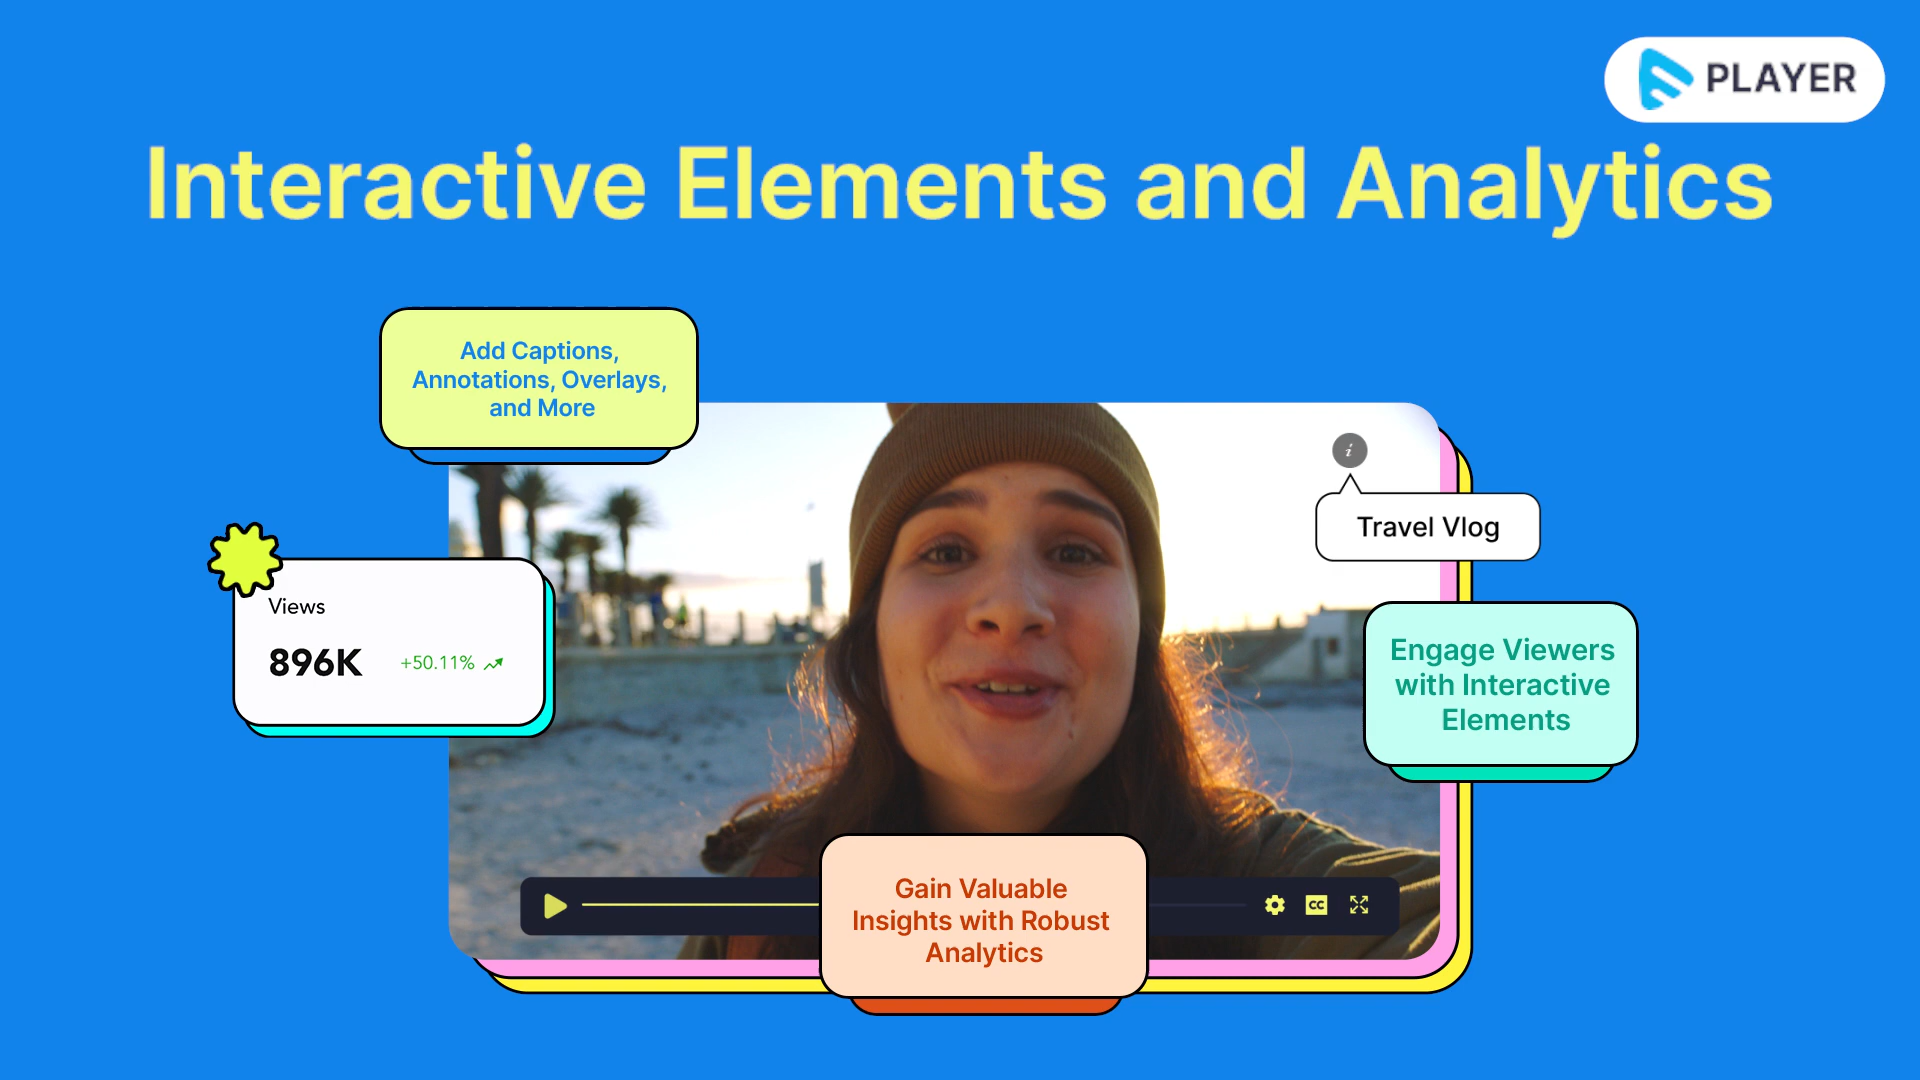 PLAYER
Interactive Elements and Analytics
Add Captions,
Annotations, Overlays,
and More
i
Travel Vlog
Views
896K +50.11%
Engage Viewers
with Interactive
Elements
Gain Valuable
Insights with Robust
Analytics
CC